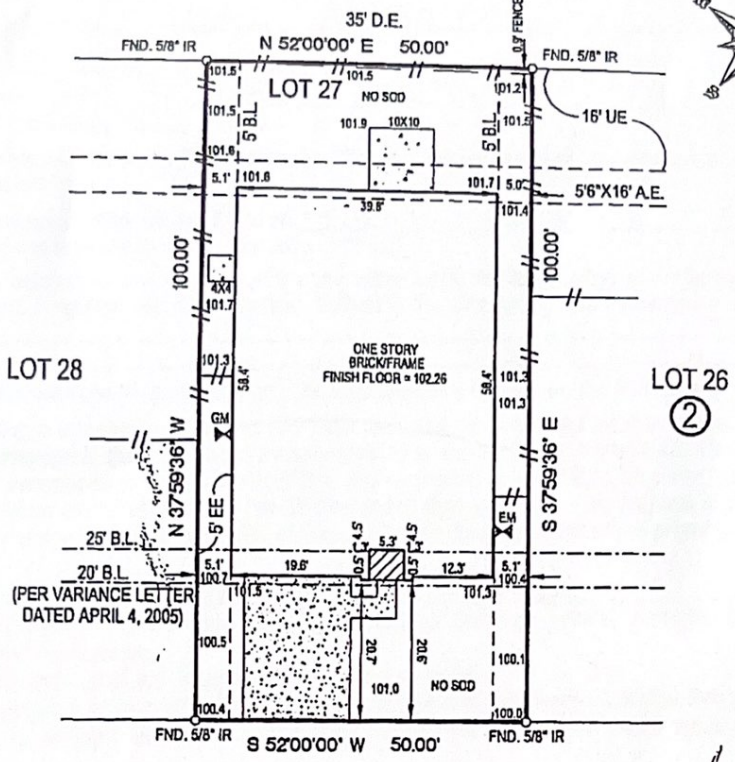 35' D.E.
0.9' FENCE
FND. 5/8" IR
N 52°00'00" E 50.00'
FND. 5/8" IR
101.5
101.5
101.2
LOT 27
NO SOD
101.5
5' B.L.
101.9
10X10
5' B.L.
16' UE
101.6
5.1'
101.6
101.7
5.0'
5'6"X16' A.E.
39.8'
101.4
100.00'
100.00'
4X4
101.7
ONE STORY
BRICK/FRAME
FINISH FLOOR = 102.26
101.3
58.4'
58.4'
101.3
101.3
LOT 28
LOT 26
2
GM
N 37°59'36" W
S 37°59'36" E
5' EE
EM
25' B.L.
4.5'
5.3'
4.5'
20' B.L.
5.1'
19.6'
0.5'
0.5'
12.3'
5.1'
100.7
100.4
(PER VARIANCE LETTER
DATED APRIL 4, 2005)
101.5
101.5
100.5
20.7'
20.6'
101.0
NO SOD
100.1
100.4
100.0
FND. 5/8" IR
S 52°00'00" W 50.00'
FND. 5/8" IR